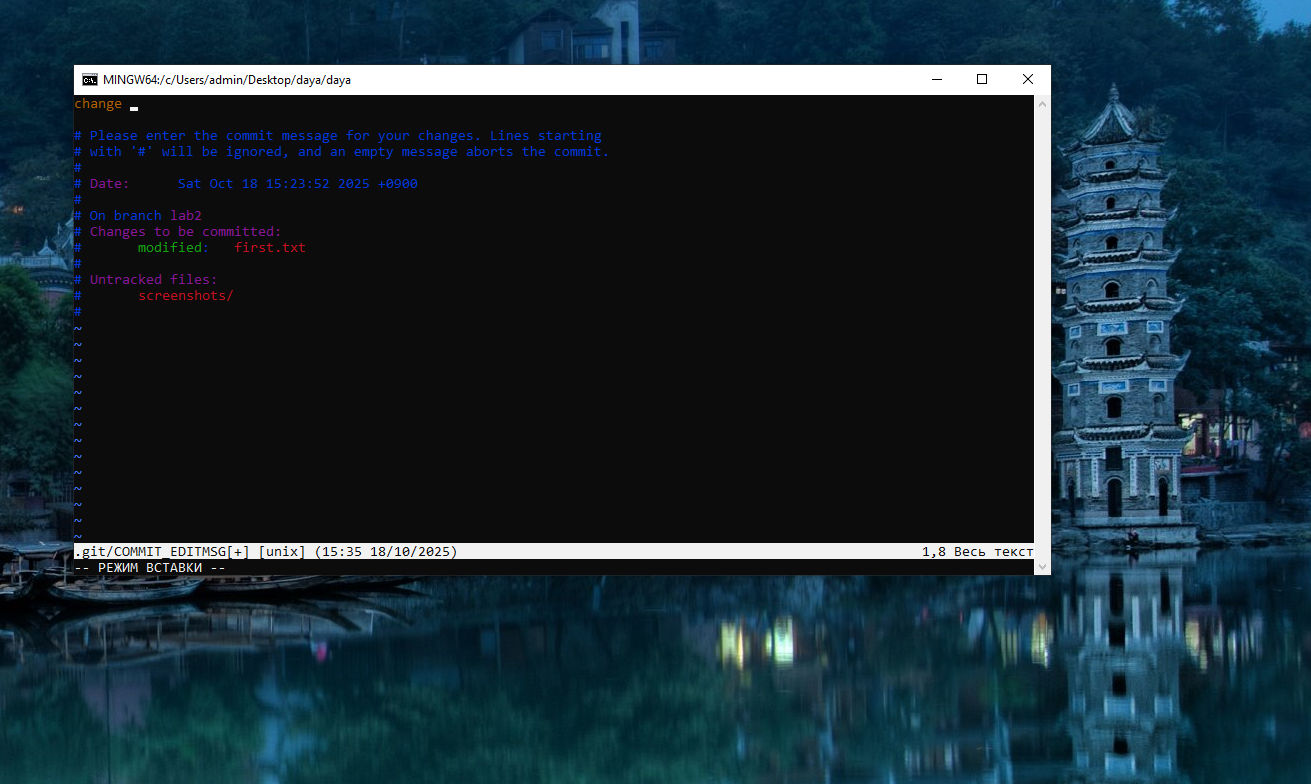 MINGW64:/c/Users/admin/Desktop/daya/daya
change
# Please enter the commit message for your changes. Lines starting
# with '#' will be ignored, and an empty message aborts the commit.
#
# Date:      Sat Oct 18 15:23:52 2025 +0900
#
# On branch lab2
# Changes to be committed:
#       modified:   first.txt
#
# Untracked files:
#       screenshots/
#
~
~
~
~
~
~
~
~
~
~
~
~
~
~
.git/COMMIT_EDITMSG[+] [unix] (15:35 18/10/2025) 1,8 Весь текст
-- РЕЖИМ ВСТАВКИ --